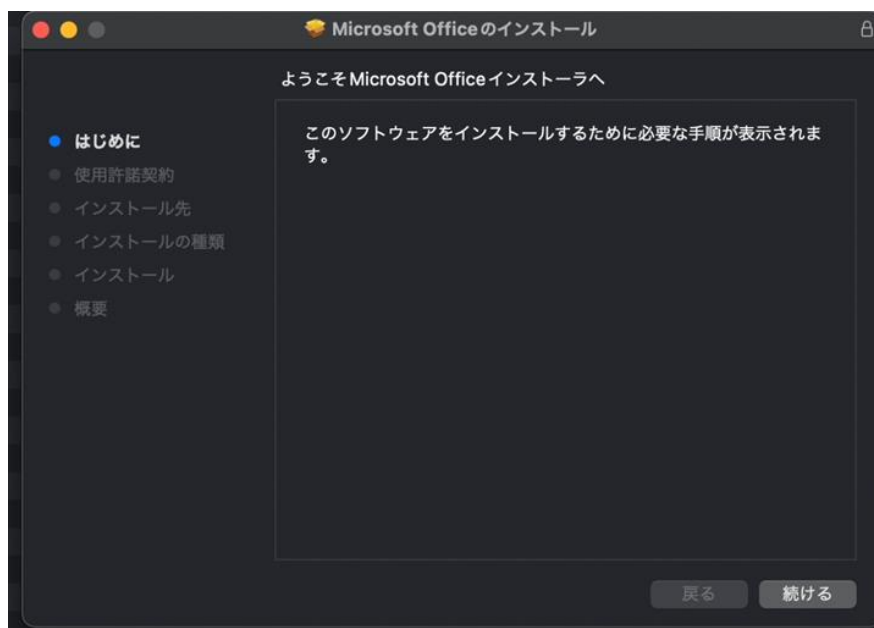 Microsoft Officeのインストール
ようこそMicrosoft Officeインストーラへ
はじめに
使用許諾契約
インストール先
インストールの種類
インストール
概要
このソフトウェアをインストールするために必要な手順が表示されま
す。
戻る
続ける